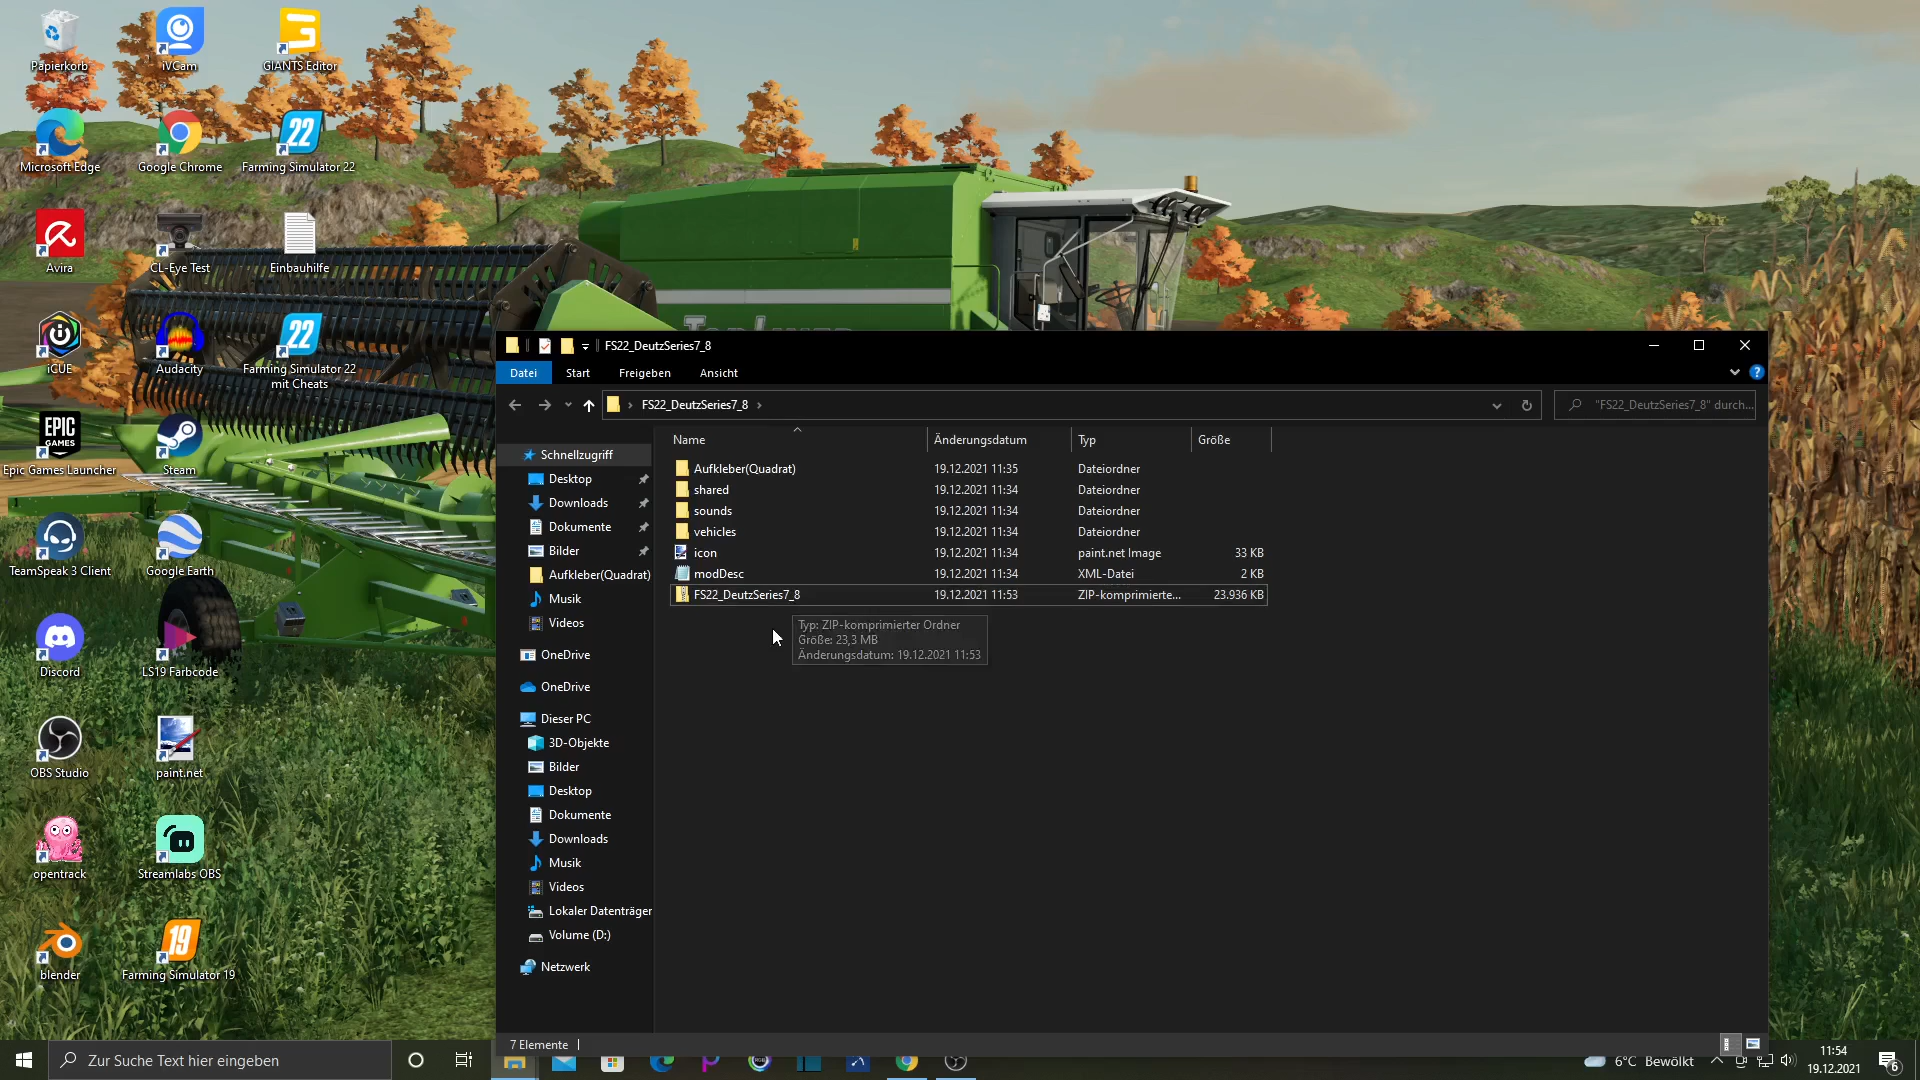 Papierkorb
iVCam
GIANTS Editor
Microsoft Edge
Google Chrome
22
Farming Simulator 22
Avira
CL-Eye Test
Einbauhilfe
iCUE
Audacity
22
Farming Simulator 22
mit Cheats
EPIC
GAMES
Epic Games Launcher
Steam
TeamSpeak 3 Client
Google Earth
Discord
LS19 Farbcode
OBS Studio
paint.net
opentrack
Streamlabs OBS
blender
19
Farming Simulator 19
FS22_DeutzSeries7_8
Datei
Start
Freigeben
Ansicht
FS22_DeutzSeries7_8
"FS22_DeutzSeries7_8" durch...
Schnellzugriff
Desktop
Downloads
Dokumente
Bilder
Aufkleber(Quadrat)
Musik
Videos
OneDrive
OneDrive
Dieser PC
3D-Objekte
Bilder
Desktop
Dokumente
Downloads
Musik
Videos
Lokaler Datenträger
Volume (D:)
Netzwerk
Name Änderungsdatum Typ Größe
Aufkleber(Quadrat) 19.12.2021 11:35 Dateiordner
shared 19.12.2021 11:34 Dateiordner
sounds 19.12.2021 11:34 Dateiordner
vehicles 19.12.2021 11:34 Dateiordner
icon 19.12.2021 11:34 paint.net Image 33 KB
modDesc 19.12.2021 11:34 XML-Datei 2 KB
FS22_DeutzSeries7_8 19.12.2021 11:53 ZIP-komprimierte... 23.936 KB
Typ: ZIP-komprimierter Ordner
Größe: 23,3 MB
Änderungsdatum: 19.12.2021 11:53
7 Elemente
Zur Suche Text hier eingeben
6°C Bewölkt
11:54
19.12.2021
6